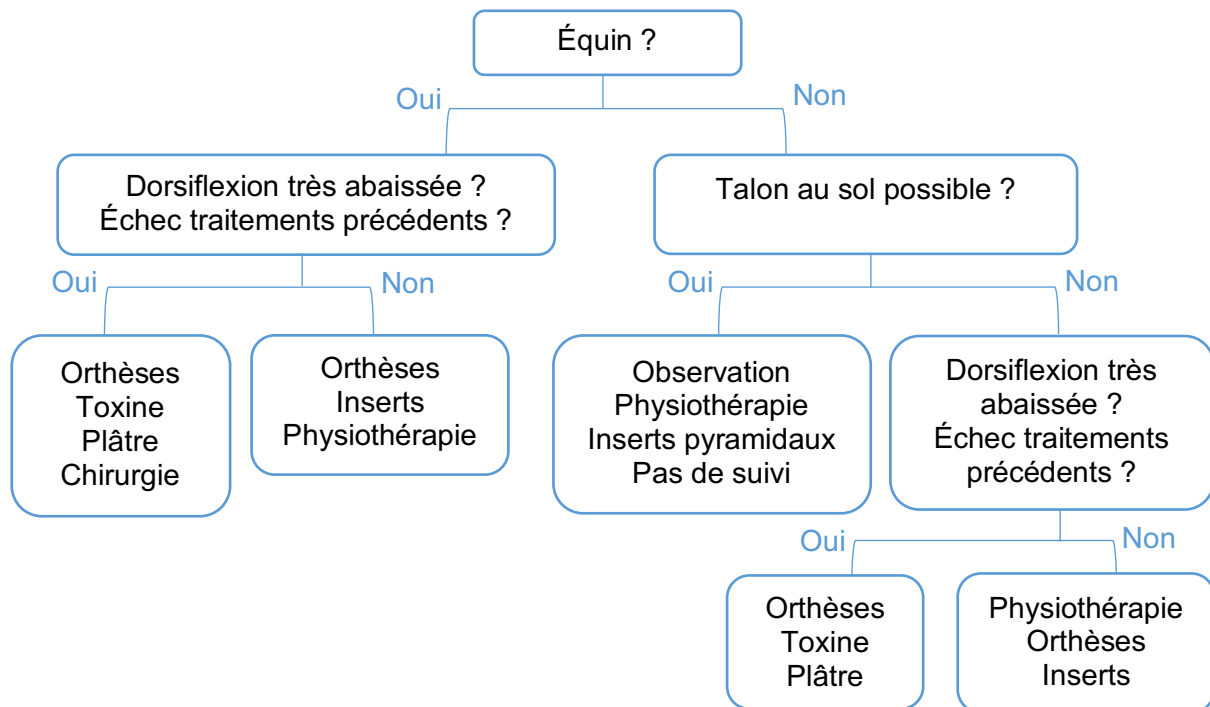 Équin ?
Oui
Non
Dorsiflexion très abaissée ?
Échec traitements précédents ?
Talon au sol possible ?
Oui
Non
Oui
Non
Orthèses
Toxine
Plâtre
Chirurgie
Orthèses
Inserts
Physiothérapie
Observation
Physiothérapie
Inserts pyramidaux
Pas de suivi
Dorsiflexion très
abaissée ?
Échec traitements
précédents ?
Oui
Non
Orthèses
Toxine
Plâtre
Physiothérapie
Orthèses
Inserts